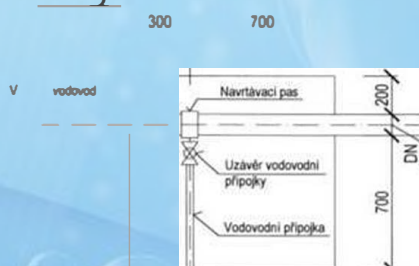 300 700
V vodovod
Navrtávací pas
200
DN
Uzávěr vodovodní
přípojky
700
Vodovodní přípojka